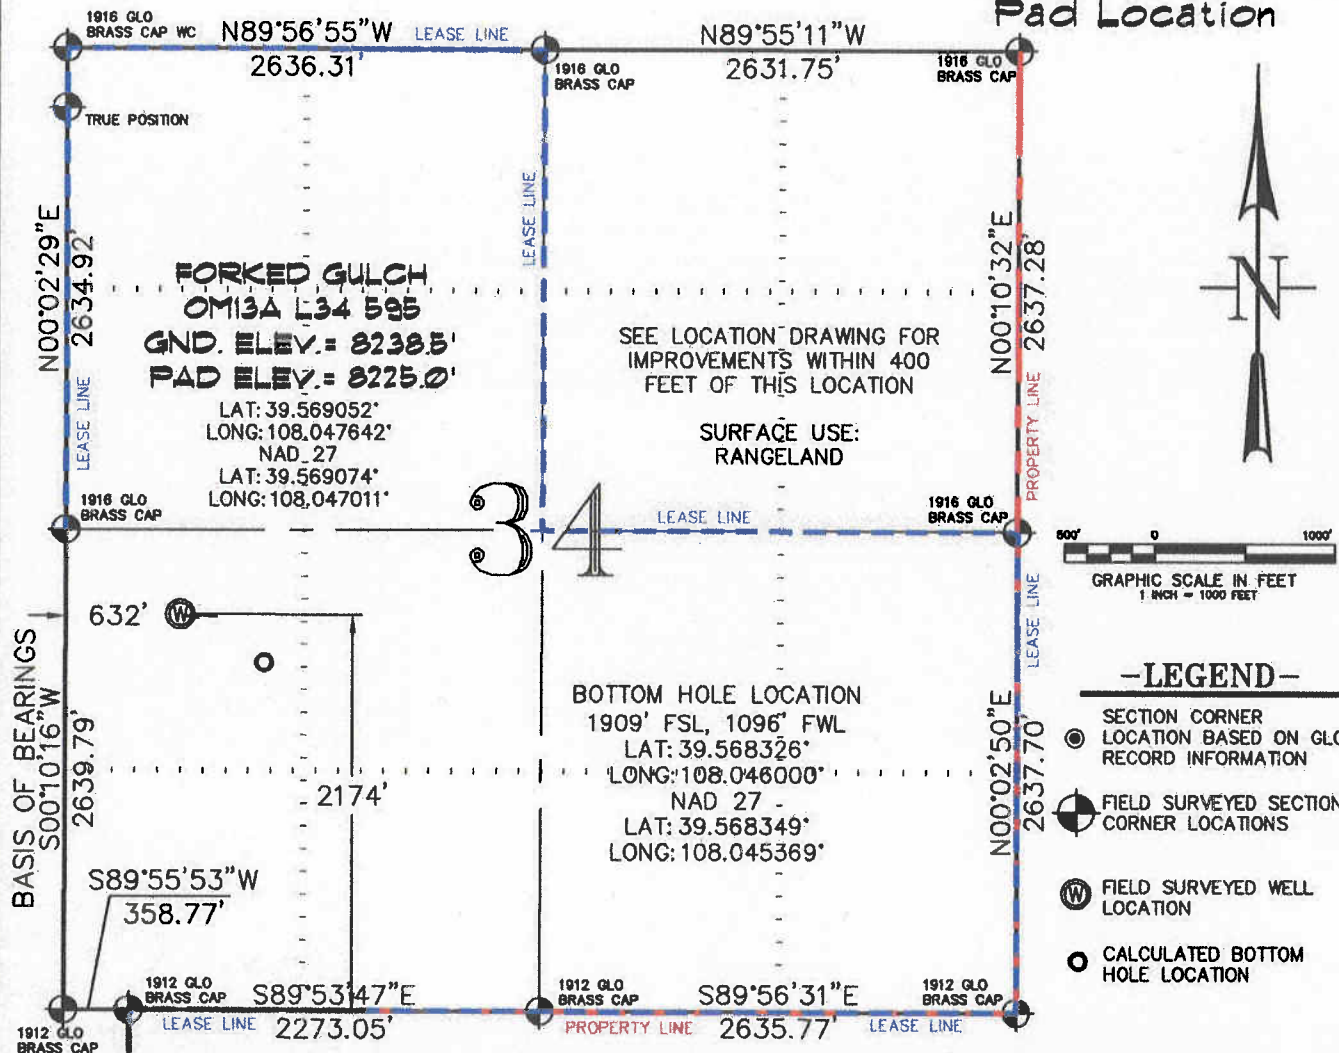 Pad Location
1916 GLO
BRASS CAP WC
N89°56'55"W
LEASE LINE
2636.31'
1916 GLO
BRASS CAP
N89°55'11"W
2631.75'
1916 GLO
BRASS CAP
TRUE POSITION
N00°02'29"E
2634.92'
LEASE LINE
LEASE LINE
FORKED GULCH
OM13A L34 595
GND. ELEV.= 8238.5'
PAD ELEV.= 8225.0'
LAT: 39.569052°
LONG: 108.047642°
NAD 27
LAT: 39.569074°
LONG: 108.047011°
SEE LOCATION DRAWING FOR
IMPROVEMENTS WITHIN 400
FEET OF THIS LOCATION
SURFACE USE:
RANGELAND
N00°10'32"E
2637.28'
PROPERTY LINE
N
1916 GLO
BRASS CAP
34
LEASE LINE
1916 GLO
BRASS CAP
500' 0 1000'
GRAPHIC SCALE IN FEET
1 INCH = 1000 FEET
632'
W
BASIS OF BEARINGS
S00°10'16"W
2639.79'
2174'
BOTTOM HOLE LOCATION
1909' FSL, 1096' FWL
LAT: 39.568326°
LONG: 108.046000°
NAD 27
LAT: 39.568349°
LONG: 108.045369°
LEASE LINE
N00°02'50"E
2637.70'
-LEGEND-
SECTION CORNER
LOCATION BASED ON GLO
RECORD INFORMATION
FIELD SURVEYED SECTION
CORNER LOCATIONS
W
FIELD SURVEYED WELL
LOCATION
CALCULATED BOTTOM
HOLE LOCATION
S89°55'53"W
358.77'
1912 GLO
BRASS CAP
1912 GLO
BRASS CAP
S89°53'47"E
LEASE LINE
2273.05'
1912 GLO
BRASS CAP
PROPERTY LINE
S89°56'31"E
2635.77'
LEASE LINE
1912 GLO
BRASS CAP